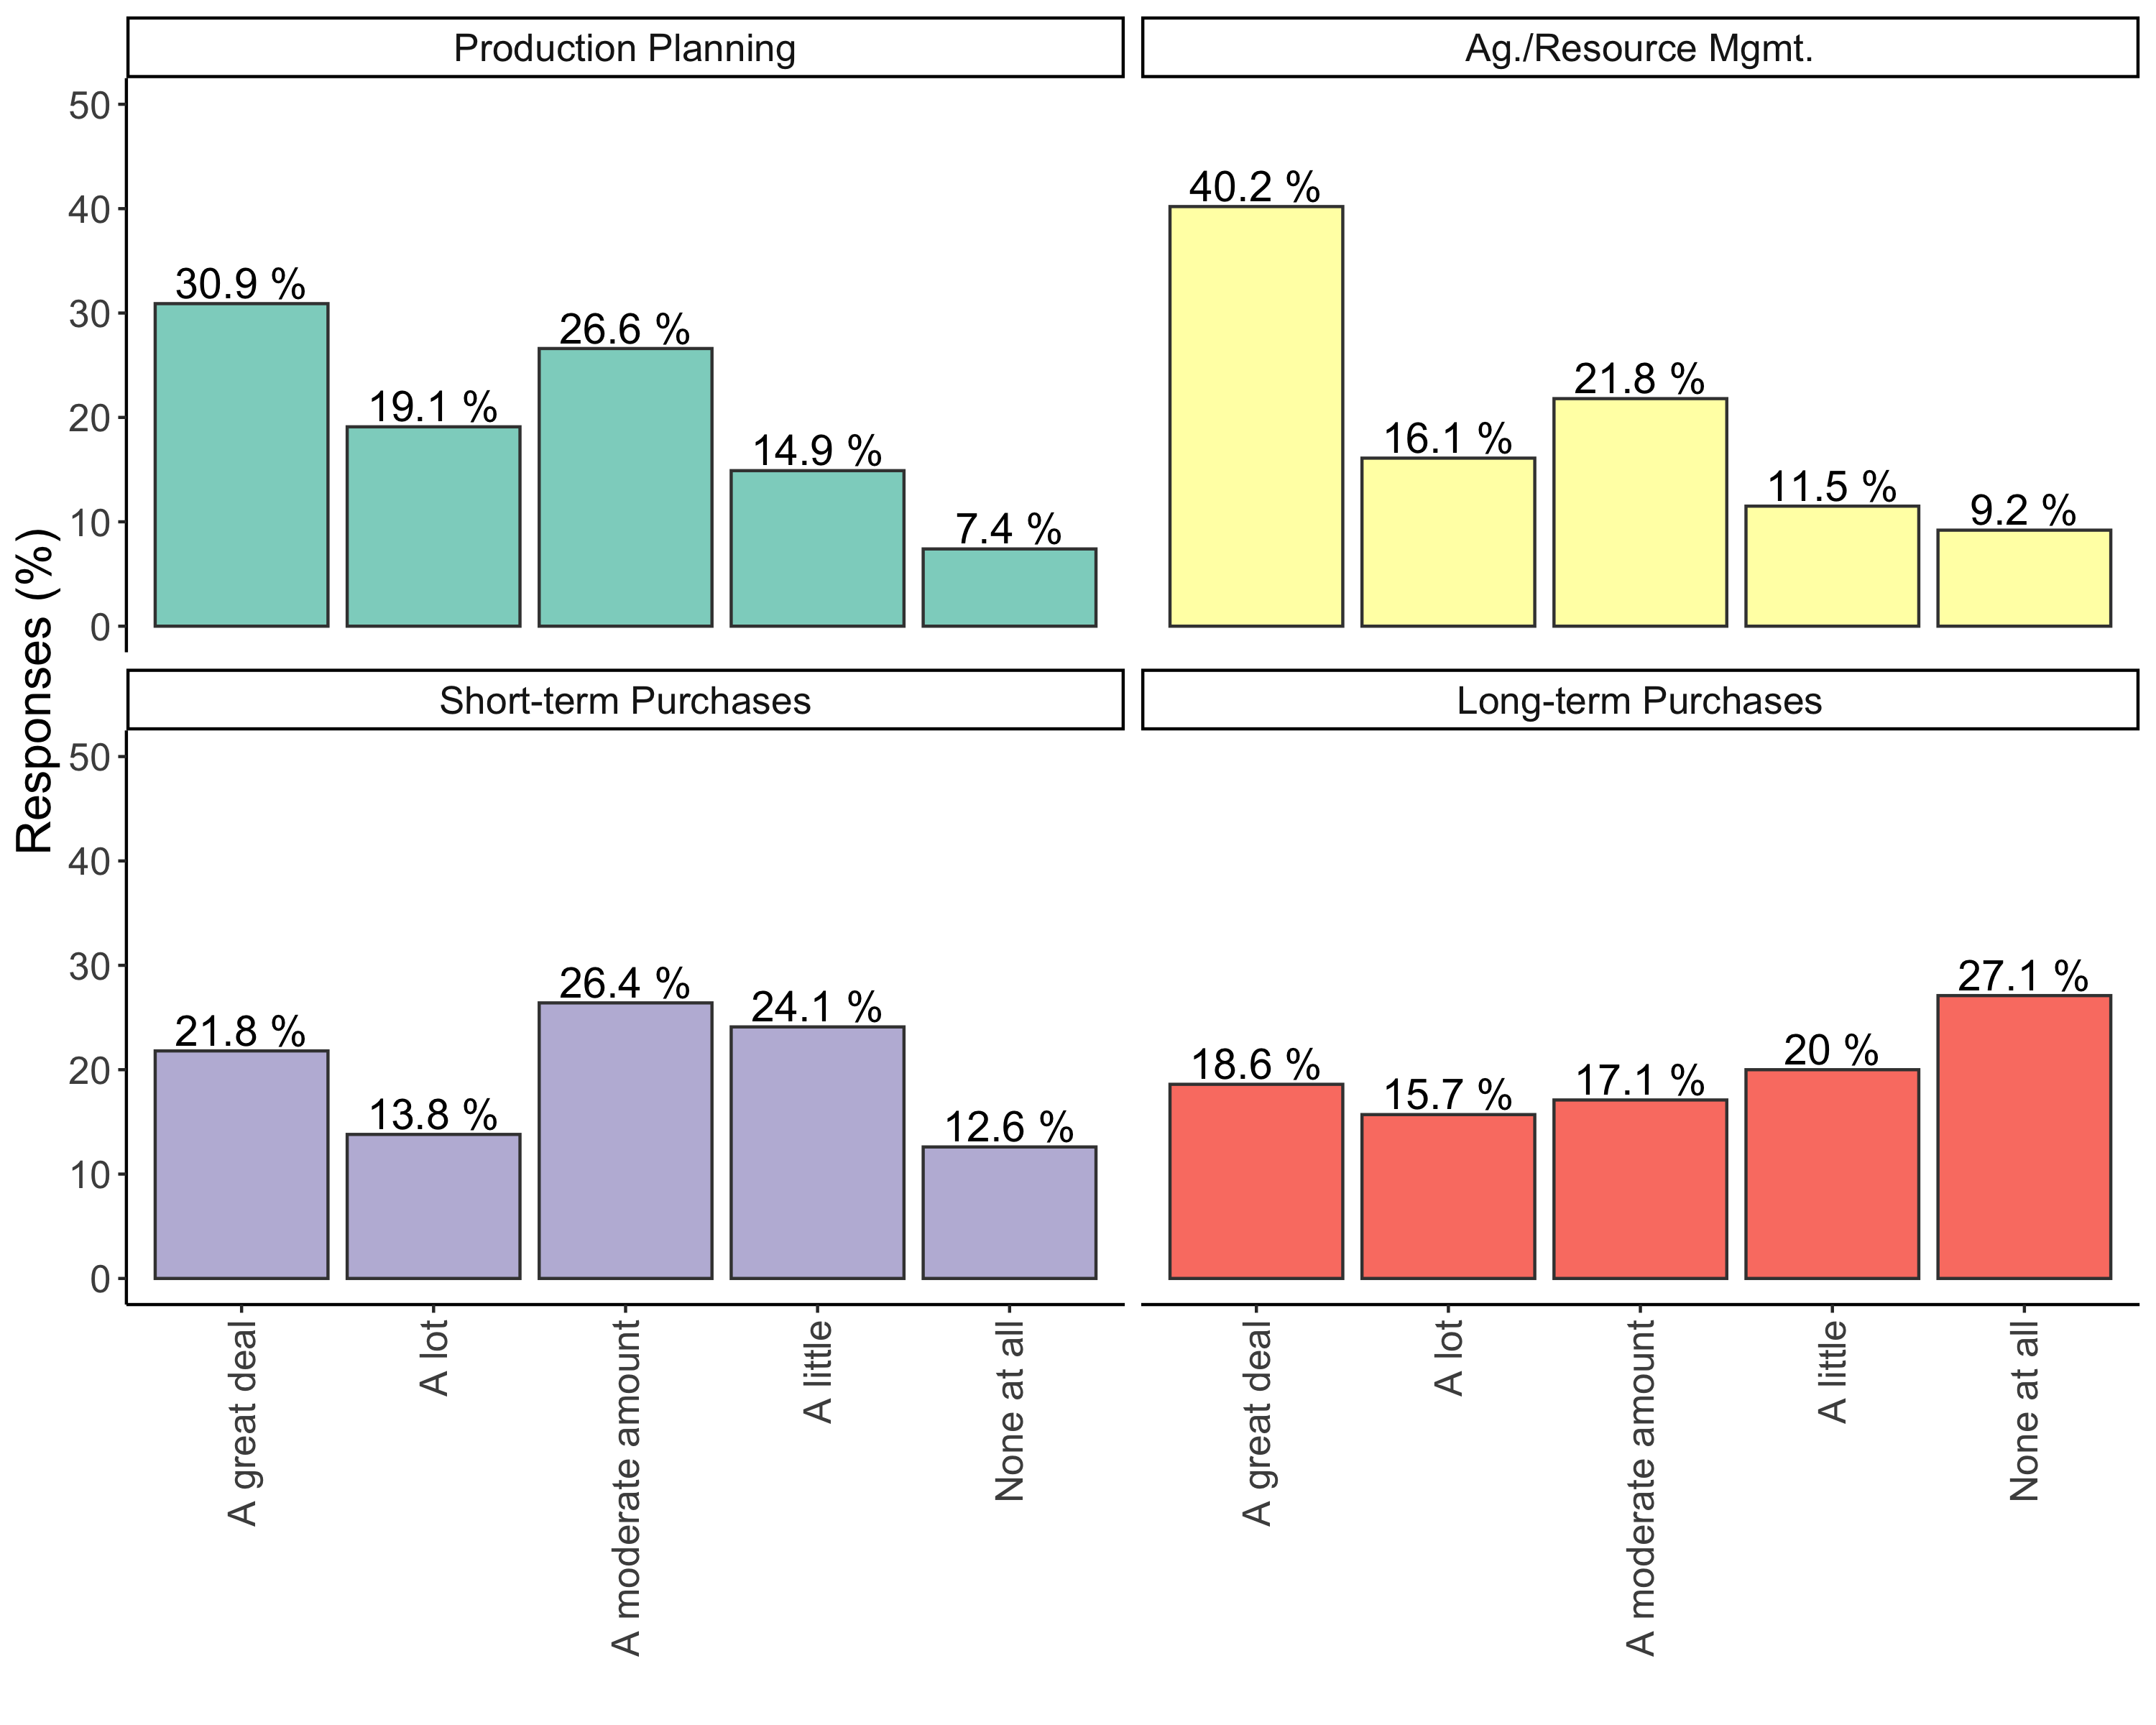 Production Planning
Ag./Resource Mgmt.
Responses (%)
50
40
30
20
10
0
30.9 %
19.1 %
26.6 %
14.9 %
7.4 %
40.2 %
16.1 %
21.8 %
11.5 %
9.2 %
Short-term Purchases
Long-term Purchases
50
40
30
20
10
0
21.8 %
13.8 %
26.4 %
24.1 %
12.6 %
18.6 %
15.7 %
17.1 %
20 %
27.1 %
A great deal
A lot
A moderate amount
A little
None at all
A great deal
A lot
A moderate amount
A little
None at all